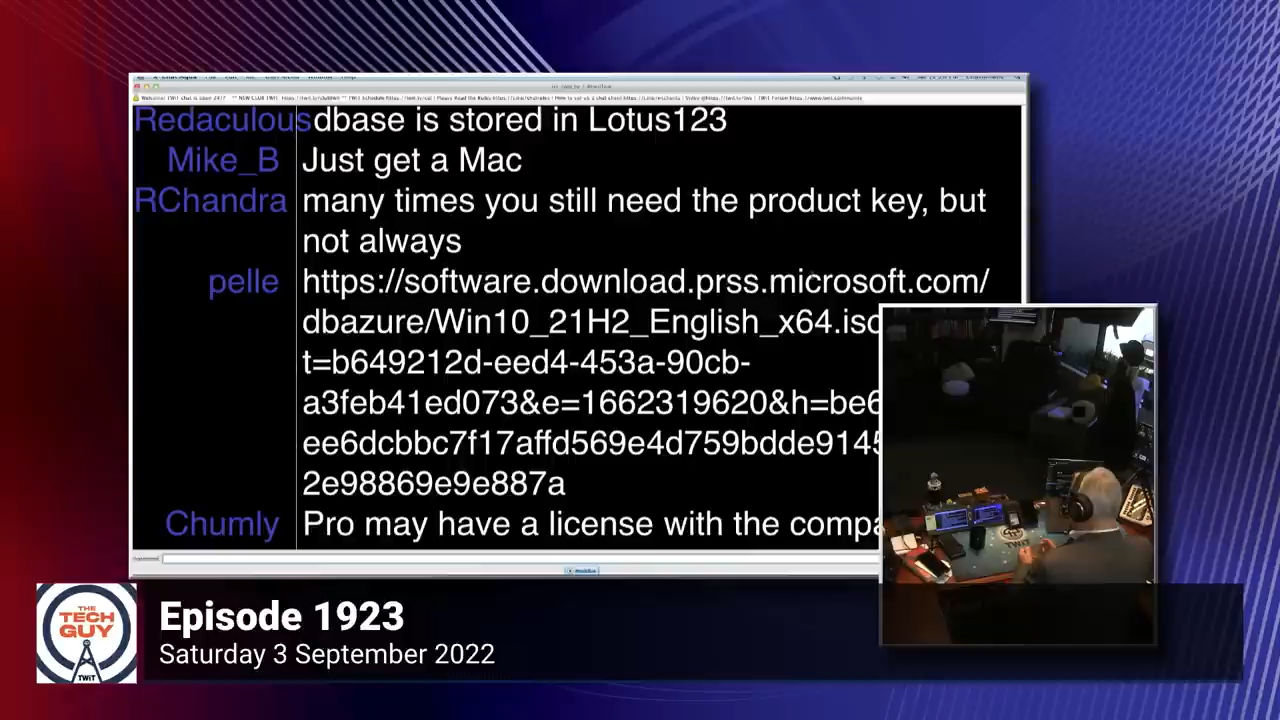 Redaculous dbase is stored in Lotus123
Mike_B Just get a Mac
RChandra many times you still need the product key, but
not always
pelle https://software.download.prss.microsoft.com/
dbazure/Win10_21H2_English_x64.iso
t=b649212d-eed4-453a-90cb-
a3feb41ed073&e=1662319620&h=be6
ee6dcbbc7f17affd569e4d759bdde9145
2e98869e9e887a
Chumly Pro may have a license with the compa
THE
TECH
GUY
TWiT
Episode 1923
Saturday 3 September 2022